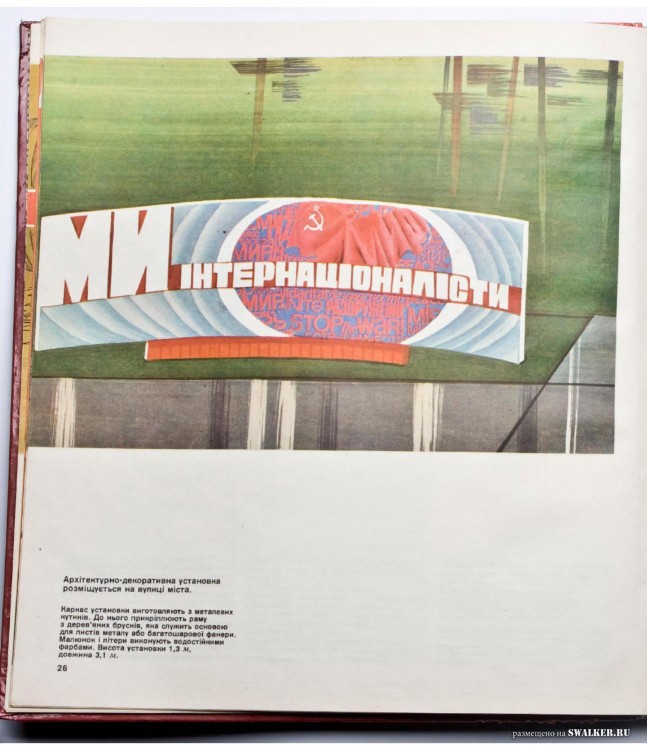 МИ
ІНТЕРНАЦІОНАЛІСТИ
МИРА
STOP
WAR!
Архітектурно-декоративна установка
розміщується на вулиці міста.
Каркас установки виготовляють з металевих
кутиків. До нього прикріплюють раму
з дерев'яних брусків, яка служить основою
для листів металу або багатошарової фанери.
Малюнок і літери виконують водостійкими
фарбами. Висота установки 1,3 м,
довжина 3,1 м.
26
размещено на SWALKER.RU